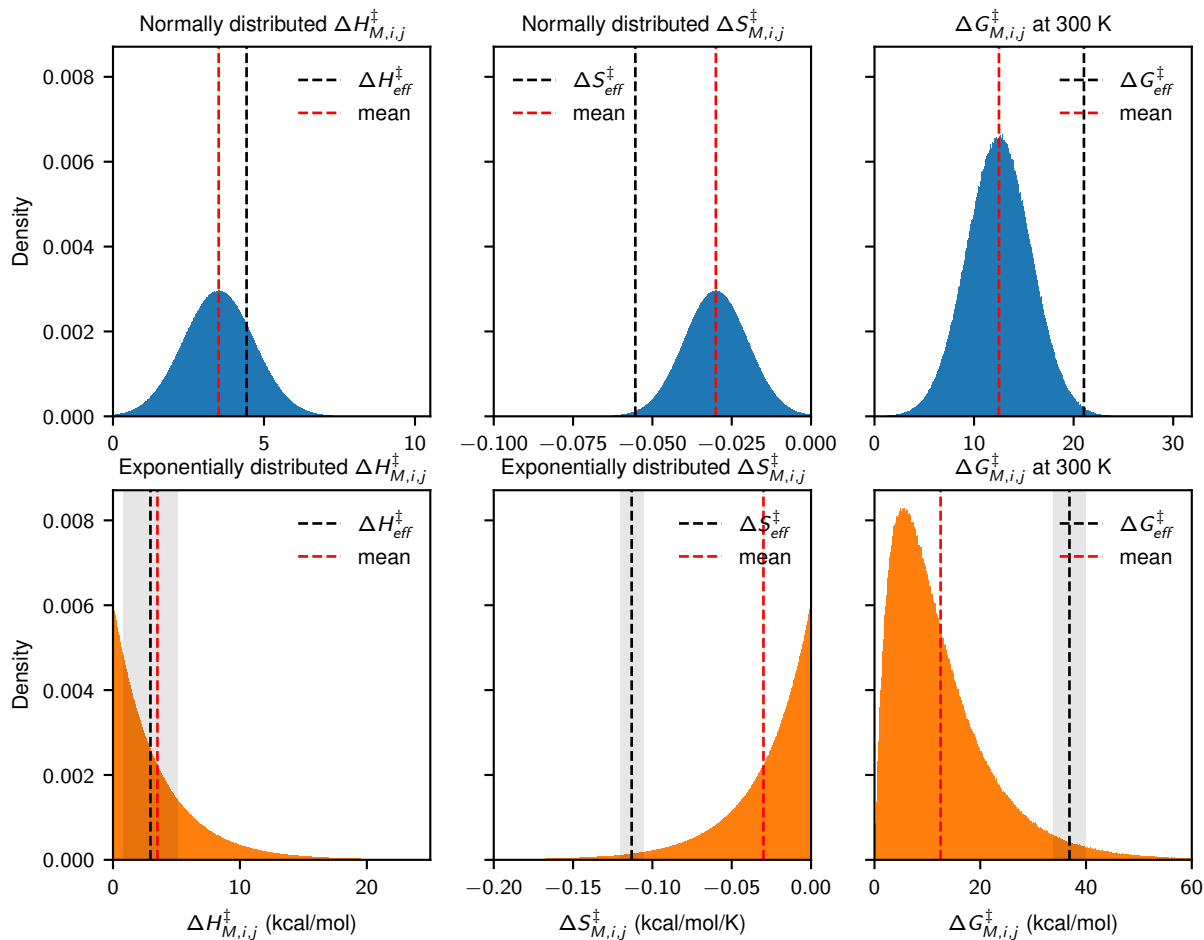 Normally distributed ΔH‡M,i,j
Normally distributed ΔS‡M,i,j
ΔG‡M,i,j at 300 K
Density
0.008
0.006
0.004
0.002
0.000
ΔH‡eff
mean
ΔS‡eff
mean
ΔG‡eff
mean
0 5 10
−0.100 −0.075 −0.050 −0.025 0.000
0 10 20 30
Exponentially distributed ΔH‡M,i,j
Exponentially distributed ΔS‡M,i,j
ΔG‡M,i,j at 300 K
Density
0.008
0.006
0.004
0.002
0.000
ΔH‡eff
mean
ΔS‡eff
mean
ΔG‡eff
mean
0 10 20
−0.20 −0.15 −0.10 −0.05 0.00
0 20 40 60
ΔH‡M,i,j (kcal/mol)
ΔS‡M,i,j (kcal/mol/K)
ΔG‡M,i,j (kcal/mol)